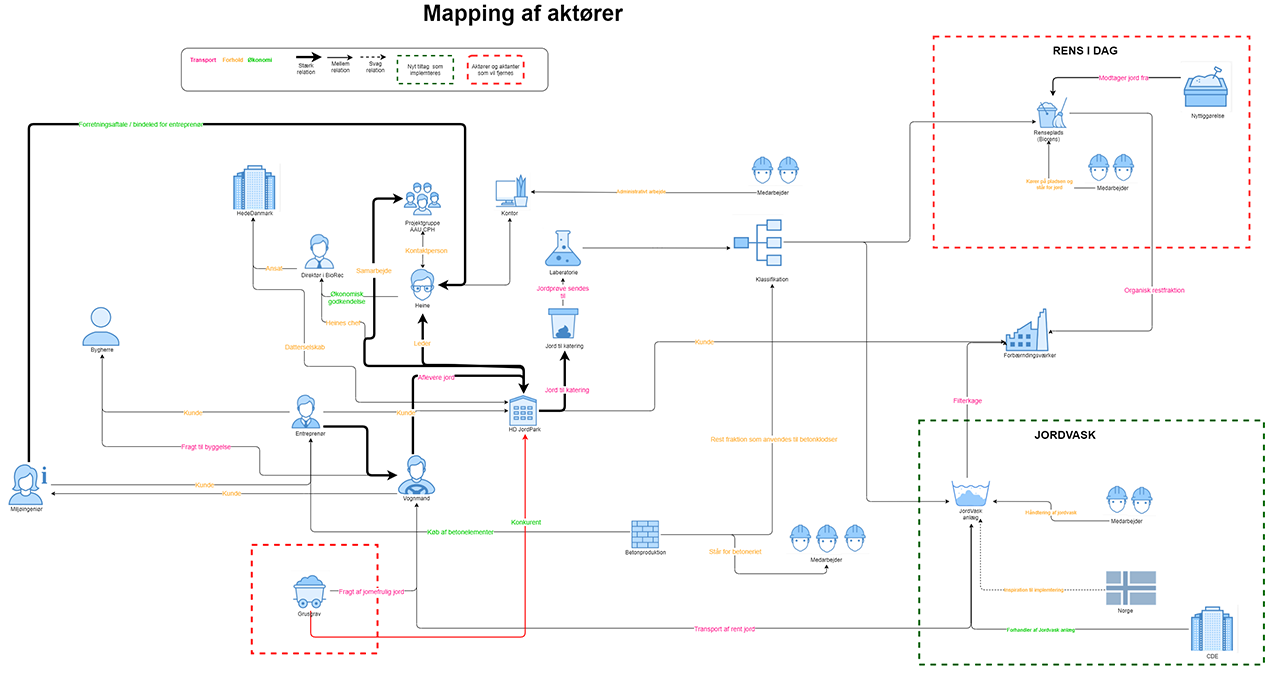 Mapping af aktører
Transport
Forhold
Økonomi
Stærk
relation
Mellem
relation
Svag
relation
Nyt tiltag som
implemteres
Aktører og aktanter
som vil fjernes
RENS I DAG
Modtager jord fra
Nyttiggørelse
Renseplads
(Biorens)
Kører på pladsen og
står for jord
Medarbejder
Forretningsaftale / bindeled for entreprenør
HedeDanmark
Projektgruppe
AAU CPH
Kontor
Administrativt arbejde
Medarbejder
Kontaktperson
Direktør i BioRec
Ansat
Samarbejde
Laberatorie
Klassifikation
Økonomisk
godkendelse
Heine
Jordprøve sendes
til
Organisk restfraktion
Heines chef
Bygherre
Datterselskab
Leder
Jord til katering
Kunde
Forbærndingsværker
Aflevere jord
Jord til katering
Filterkage
Kunde
Kunde
Entreprenør
HD JordPark
Rest fraktion som anvendes til betonklodser
JORDVASK
Fragt til byggelse
Miljøingeniør
Kunde
Kunde
Vognmand
Jordvask
anlæg
Håndtering af jordvask
Medarbejder
Konkurent
Køb af betonelementer
Betonproduktion
Står for betoneriet
Medarbejder
Grusgrav
Fragt af jomfrulig jord
Inspiration til implementering
Norge
Transport af rent jord
Forhandler af Jordvask anlæg
CDE